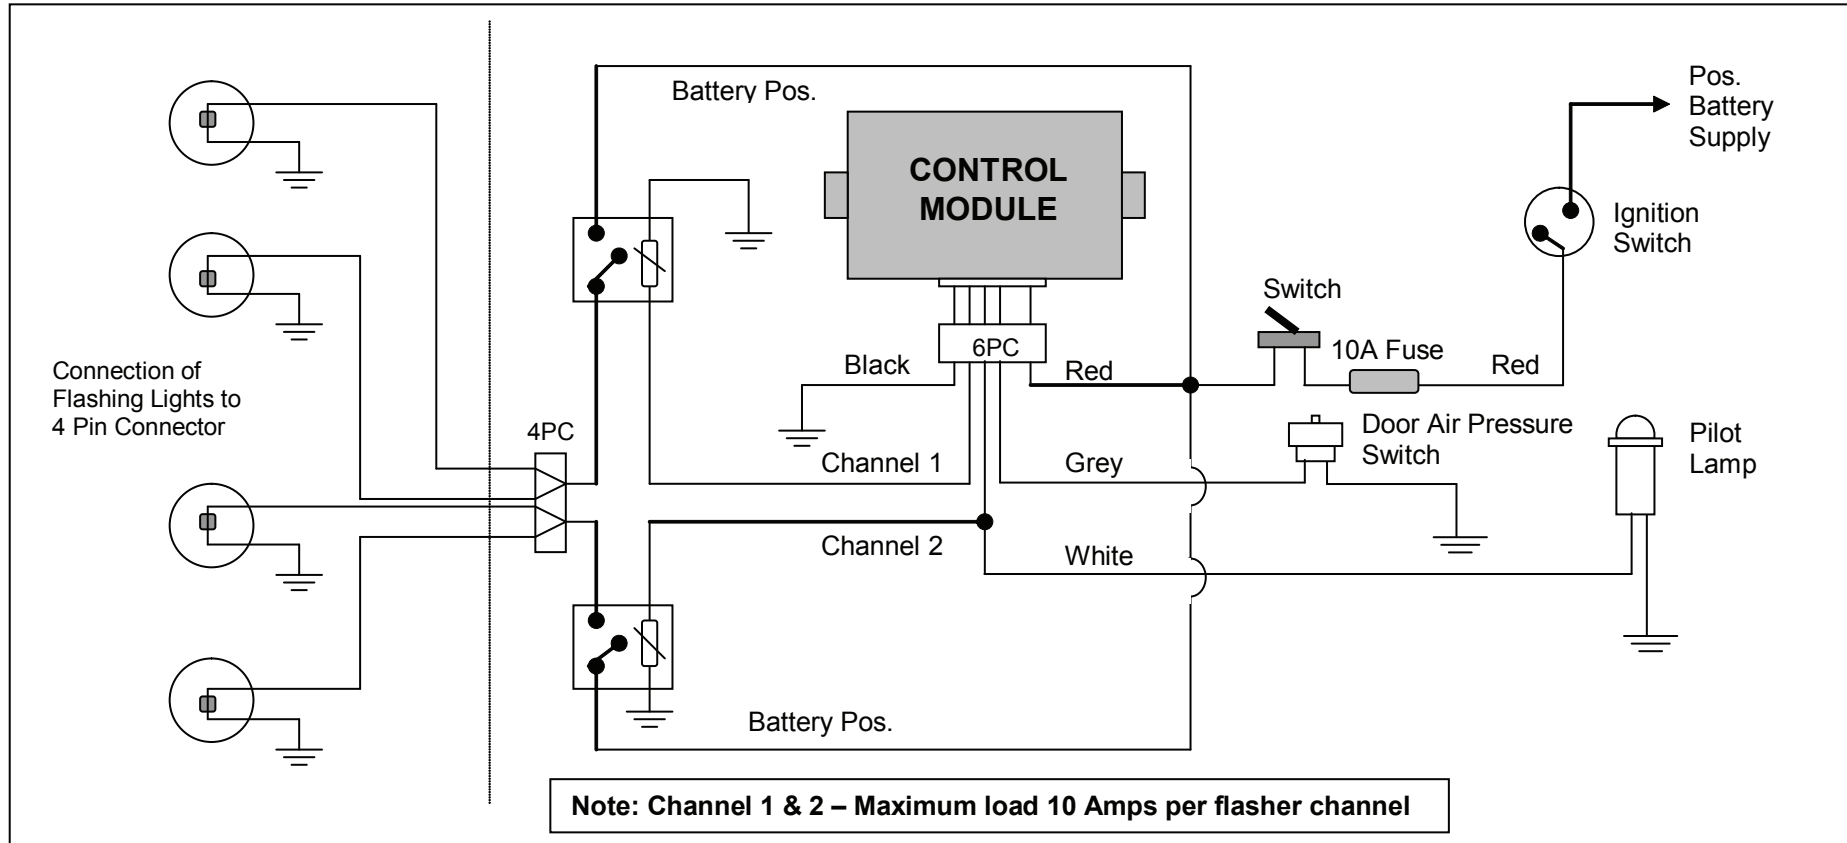 Battery Pos.
CONTROL
MODULE
Pos.
Battery
Supply
Ignition
Switch
Switch
10A Fuse
Red
6PC
Black
Red
Connection of
Flashing Lights to
4 Pin Connector
4PC
Door Air Pressure
Switch
Pilot
Lamp
Channel 1
Grey
Channel 2
White
Battery Pos.
Note: Channel 1 & 2 – Maximum load 10 Amps per flasher channel